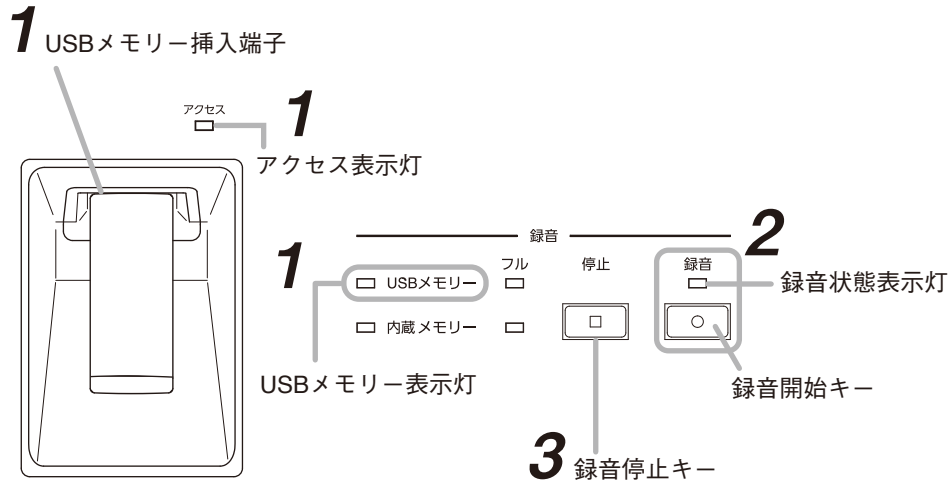 1 USBメモリー挿入端子
アクセス
1
アクセス表示灯
録音
2
1
USBメモリー
フル
停止
録音
録音状態表示灯
内蔵メモリー
USBメモリー表示灯
録音開始キー
3 録音停止キー